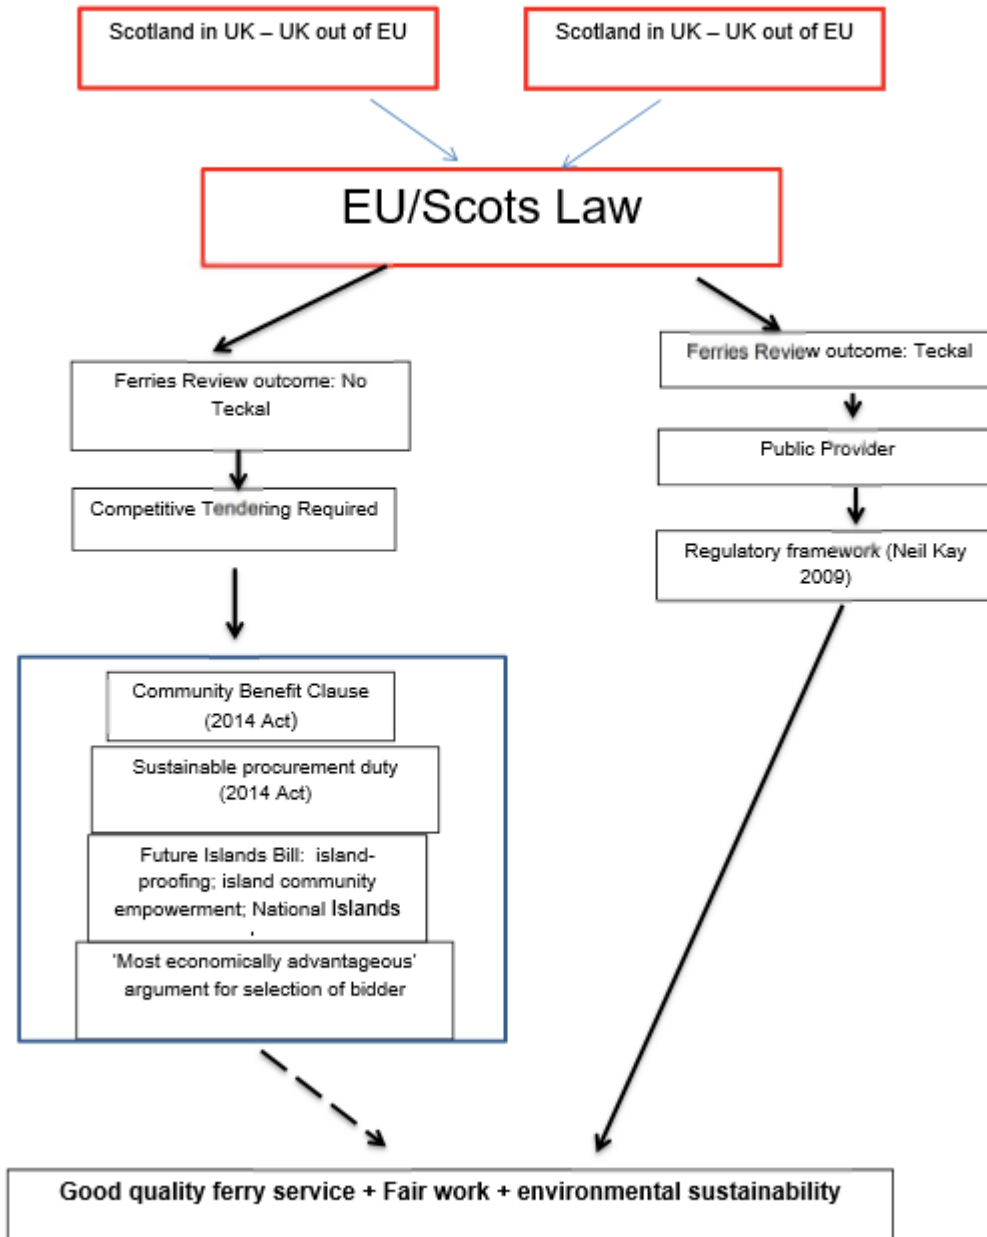 Scotland in UK – UK out of EU
Scotland in UK – UK out of EU
EU/Scots Law
Ferries Review outcome: No
Teckal
Competitive Tendering Required
Community Benefit Clause
(2014 Act)
Sustainable procurement duty
(2014 Act)
Future Islands Bill: island-
proofing; island community
empowerment; National Islands
'Most economically advantageous'
argument for selection of bidder
Ferries Review outcome: Teckal
Public Provider
Regulatory framework (Neil Kay
2009)
Good quality ferry service + Fair work + environmental sustainability